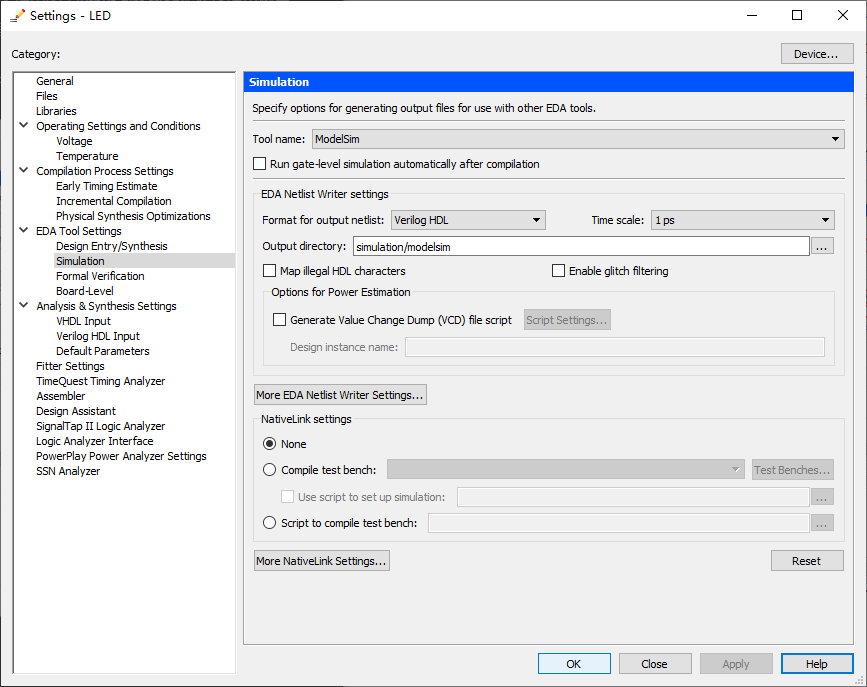 Settings - LED
Category:
Device...
General
Files
Libraries
Operating Settings and Conditions
Voltage
Temperature
Compilation Process Settings
Early Timing Estimate
Incremental Compilation
Physical Synthesis Optimizations
EDA Tool Settings
Design Entry/Synthesis
Simulation
Formal Verification
Board-Level
Analysis & Synthesis Settings
VHDL Input
Verilog HDL Input
Default Parameters
Fitter Settings
TimeQuest Timing Analyzer
Assembler
Design Assistant
SignalTap II Logic Analyzer
Logic Analyzer Interface
PowerPlay Power Analyzer Settings
SSN Analyzer
Simulation
Specify options for generating output files for use with other EDA tools.
Tool name: ModelSim
Run gate-level simulation automatically after compilation
EDA Netlist Writer settings
Format for output netlist: Verilog HDL Time scale: 1 ps
Output directory: simulation/modelsim ...
Map illegal HDL characters Enable glitch filtering
Options for Power Estimation
Generate Value Change Dump (VCD) file script Script Settings...
Design instance name:
More EDA Netlist Writer Settings...
NativeLink settings
None
Compile test bench: Test Benches...
Use script to set up simulation: ...
Script to compile test bench: ...
More NativeLink Settings... Reset
OK Close Apply Help